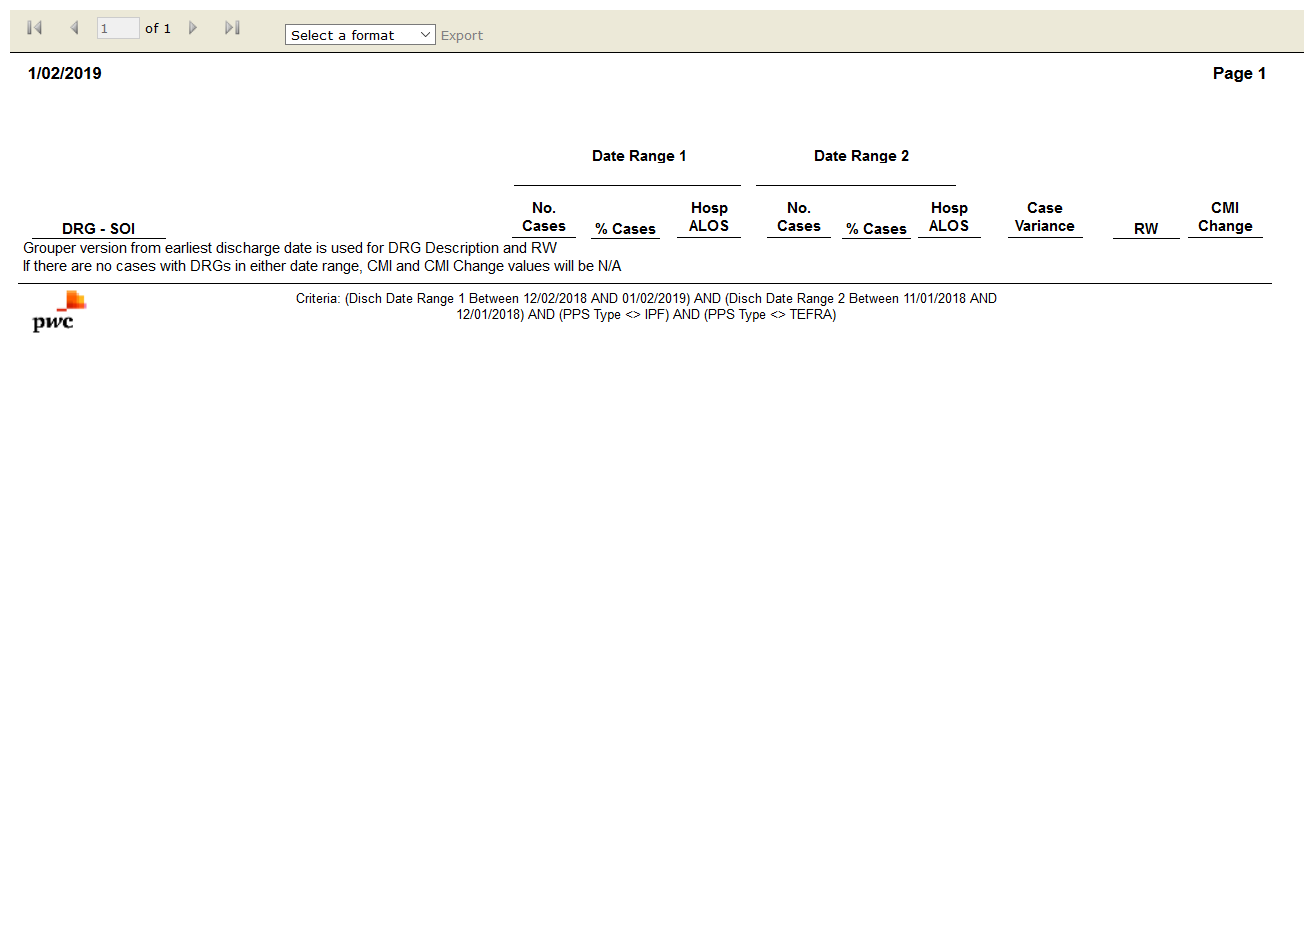 1 of 1 Select a format Export
1/02/2019 Page 1
Date Range 1 Date Range 2
No. Hosp No. Hosp Case CMI
DRG - SOI Cases % Cases ALOS Cases % Cases ALOS Variance RW Change
Grouper version from earliest discharge date is used for DRG Description and RW
If there are no cases with DRGs in either date range, CMI and CMI Change values will be N/A
Criteria: (Disch Date Range 1 Between 12/02/2018 AND 01/02/2019) AND (Disch Date Range 2 Between 11/01/2018 AND
12/01/2018) AND (PPS Type <> IPF) AND (PPS Type <> TEFRA)
pwc